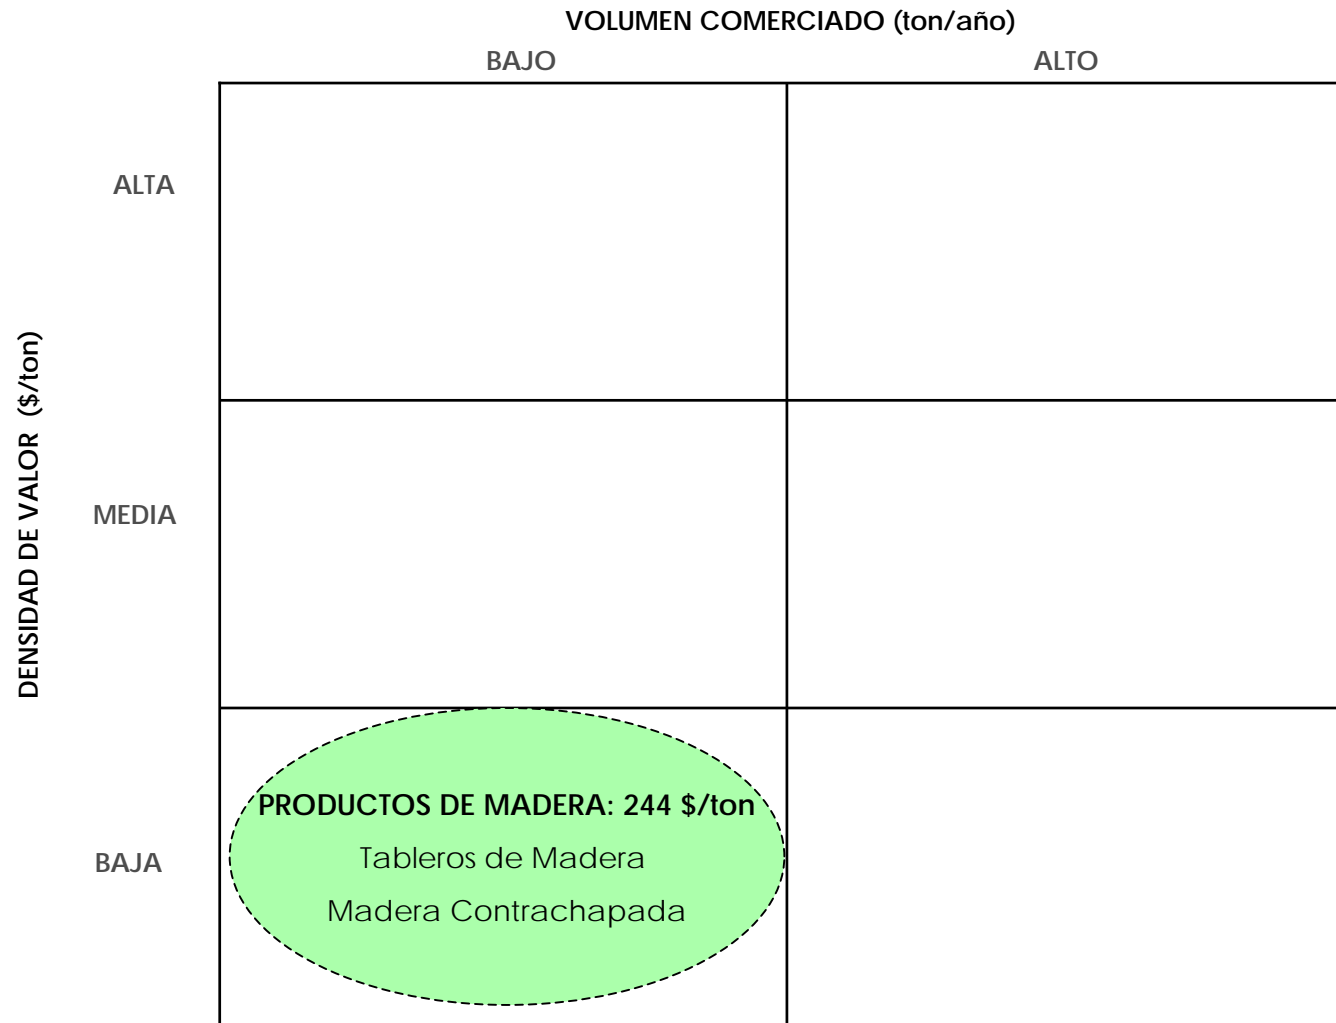 VOLUMEN COMERCIADO (ton/año)
BAJO
ALTO
ALTA
DENSIDAD DE VALOR ($/ton)
MEDIA
BAJA
PRODUCTOS DE MADERA: 244 $/ton
Tableros de Madera
Madera Contrachapada